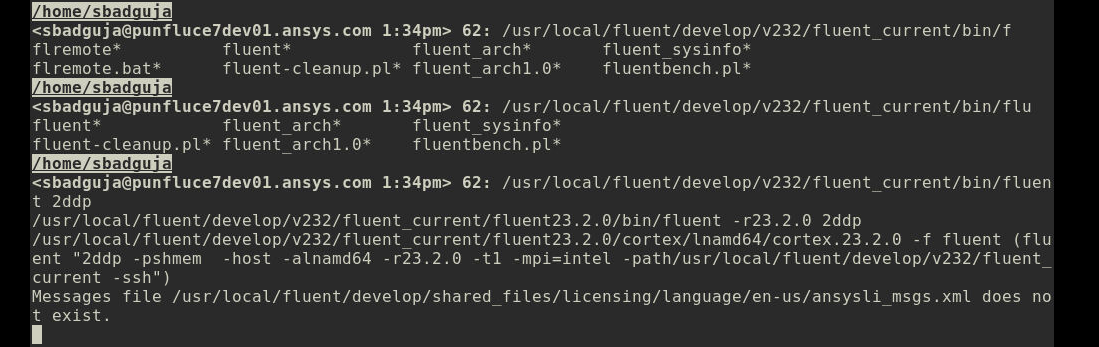 /home/sbadguja
<sbadguja@punfluce7dev01.ansys.com 1:34pm> 62: /usr/local/fluent/develop/v232/fluent_current/bin/f
flremote* fluent* fluent_arch* fluent_sysinfo*
flremote.bat* fluent-cleanup.pl* fluent_arch1.0* fluentbench.pl*
/home/sbadguja
<sbadguja@punfluce7dev01.ansys.com 1:34pm> 62: /usr/local/fluent/develop/v232/fluent_current/bin/flu
fluent* fluent_arch* fluent_sysinfo*
fluent-cleanup.pl* fluent_arch1.0* fluentbench.pl*
/home/sbadguja
<sbadguja@punfluce7dev01.ansys.com 1:34pm> 62: /usr/local/fluent/develop/v232/fluent_current/bin/fluen
t 2ddp
/usr/local/fluent/develop/v232/fluent_current/fluent23.2.0/bin/fluent -r23.2.0 2ddp
/usr/local/fluent/develop/v232/fluent_current/fluent23.2.0/cortex/lnamd64/cortex.23.2.0 -f fluent (flu
ent "2ddp -pshmem  -host -alnamd64 -r23.2.0 -t1 -mpi=intel -path/usr/local/fluent/develop/v232/fluent_
current -ssh")
Messages file /usr/local/fluent/develop/shared_files/licensing/language/en-us/ansysli_msgs.xml does no
t exist.